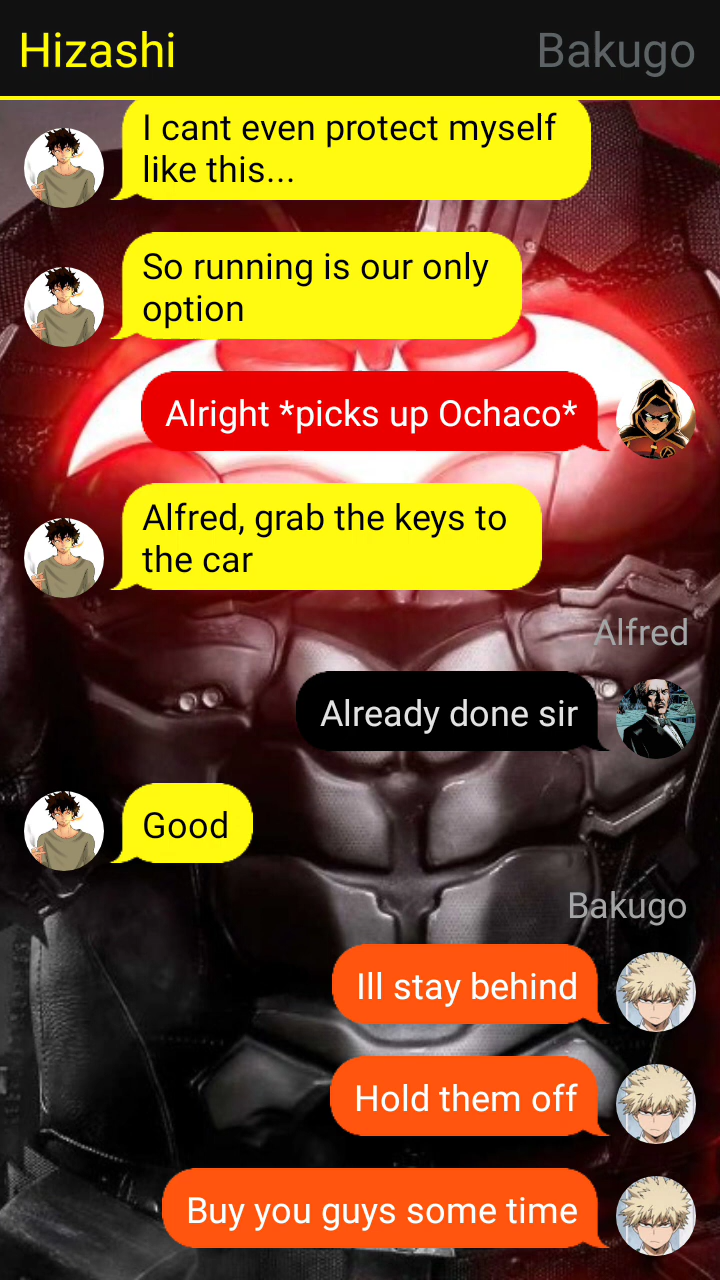 Hizashi
Bakugo
I cant even protect myself
like this...
So running is our only
option
Alright *picks up Ochaco*
Alfred, grab the keys to
the car
Alfred
Already done sir
Good
Bakugo
Ill stay behind
Hold them off
Buy you guys some time